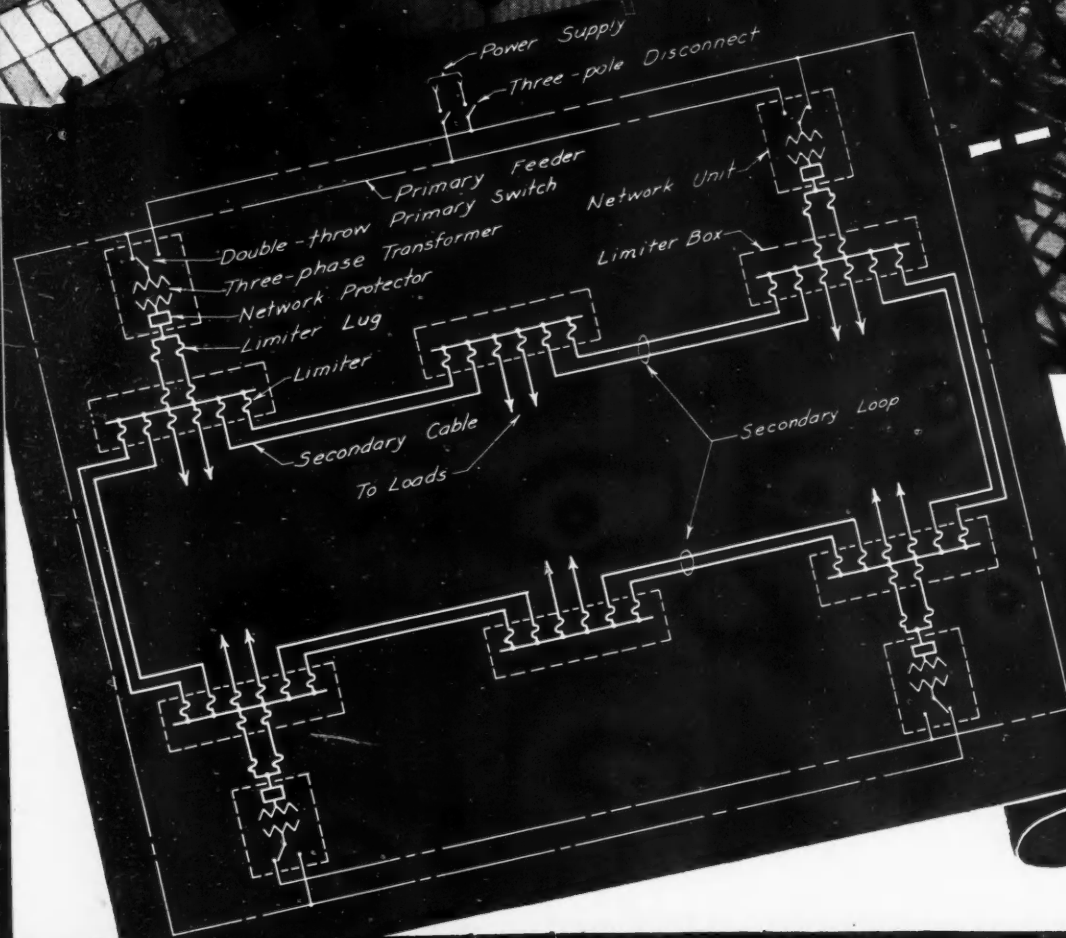 Power Supply
Three-pole Disconnect
Primary Feeder
Double-throw Primary Switch
Three-phase Transformer
Network Protector
Limiter Lug
Limiter
Network Unit
Limiter Box
Secondary Cable
To Loads
Secondary Loop